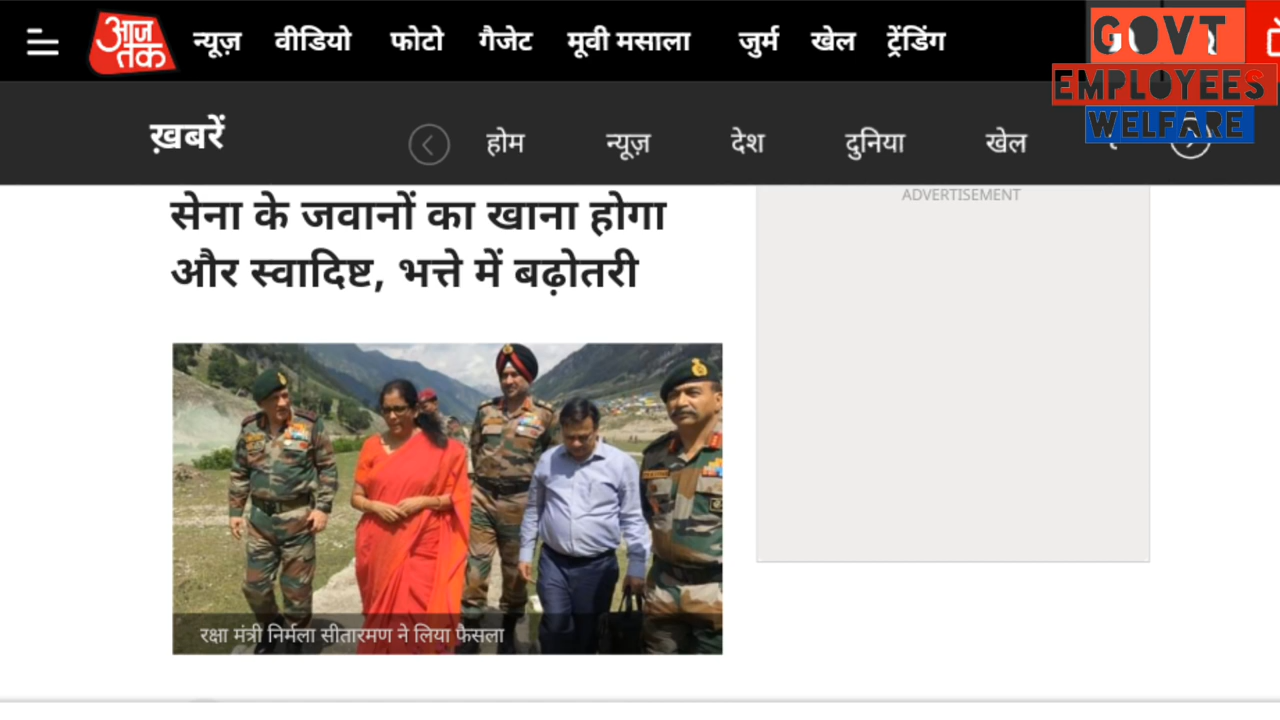 आज तक
न्यूज़ वीडियो फोटो गैजेट मूवी मसाला जुर्म खेल ट्रेंडिंग
GOVT
EMPLOYEES
WELFARE
ख़बरें होम न्यूज़ देश दुनिया खेल
सेना के जवानों का खाना होगा
और स्वादिष्ट, भत्ते में बढ़ोतरी
ADVERTISEMENT
रक्षा मंत्री निर्मला सीतारमण ने लिया फैसला